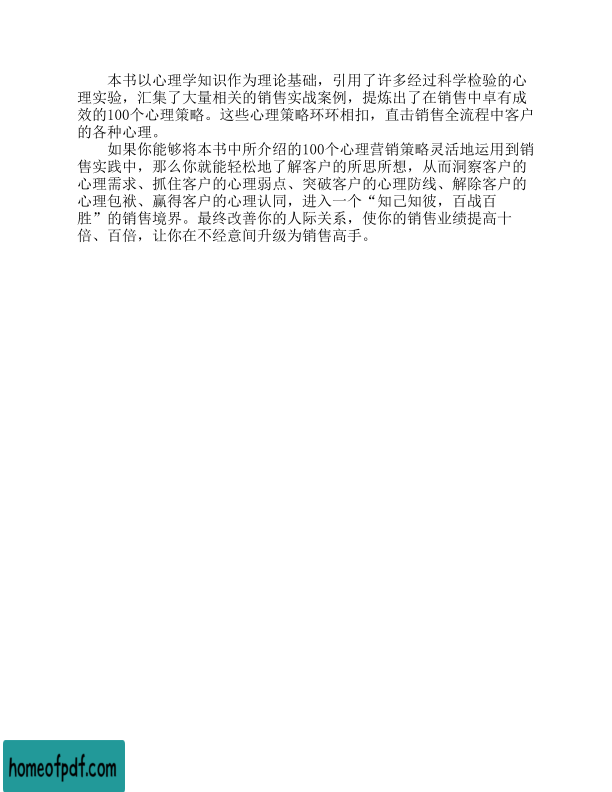 本书以心理学知识作为理论基础，引用了许多经过科学检验的心
理实验，汇集了大量相关的销售实战案例，提炼出了在销售中卓有成
效的100个心理策略。这些心理策略环环相扣，直击销售全流程中客户
的各种心理。
如果你能够将本书中所介绍的100个心理营销策略灵活地运用到销
售实践中，那么你就能轻松地了解客户的所思所想，从而洞察客户的
心理需求、抓住客户的心理弱点、突破客户的心理防线、解除客户的
心理包袱、赢得客户的心理认同，进入一个“知己知彼，百战百
胜”的销售境界。最终改善你的人际关系，使你的销售业绩提高十
倍、百倍，让你在不经意间升级为销售高手。
homeofpdf.com